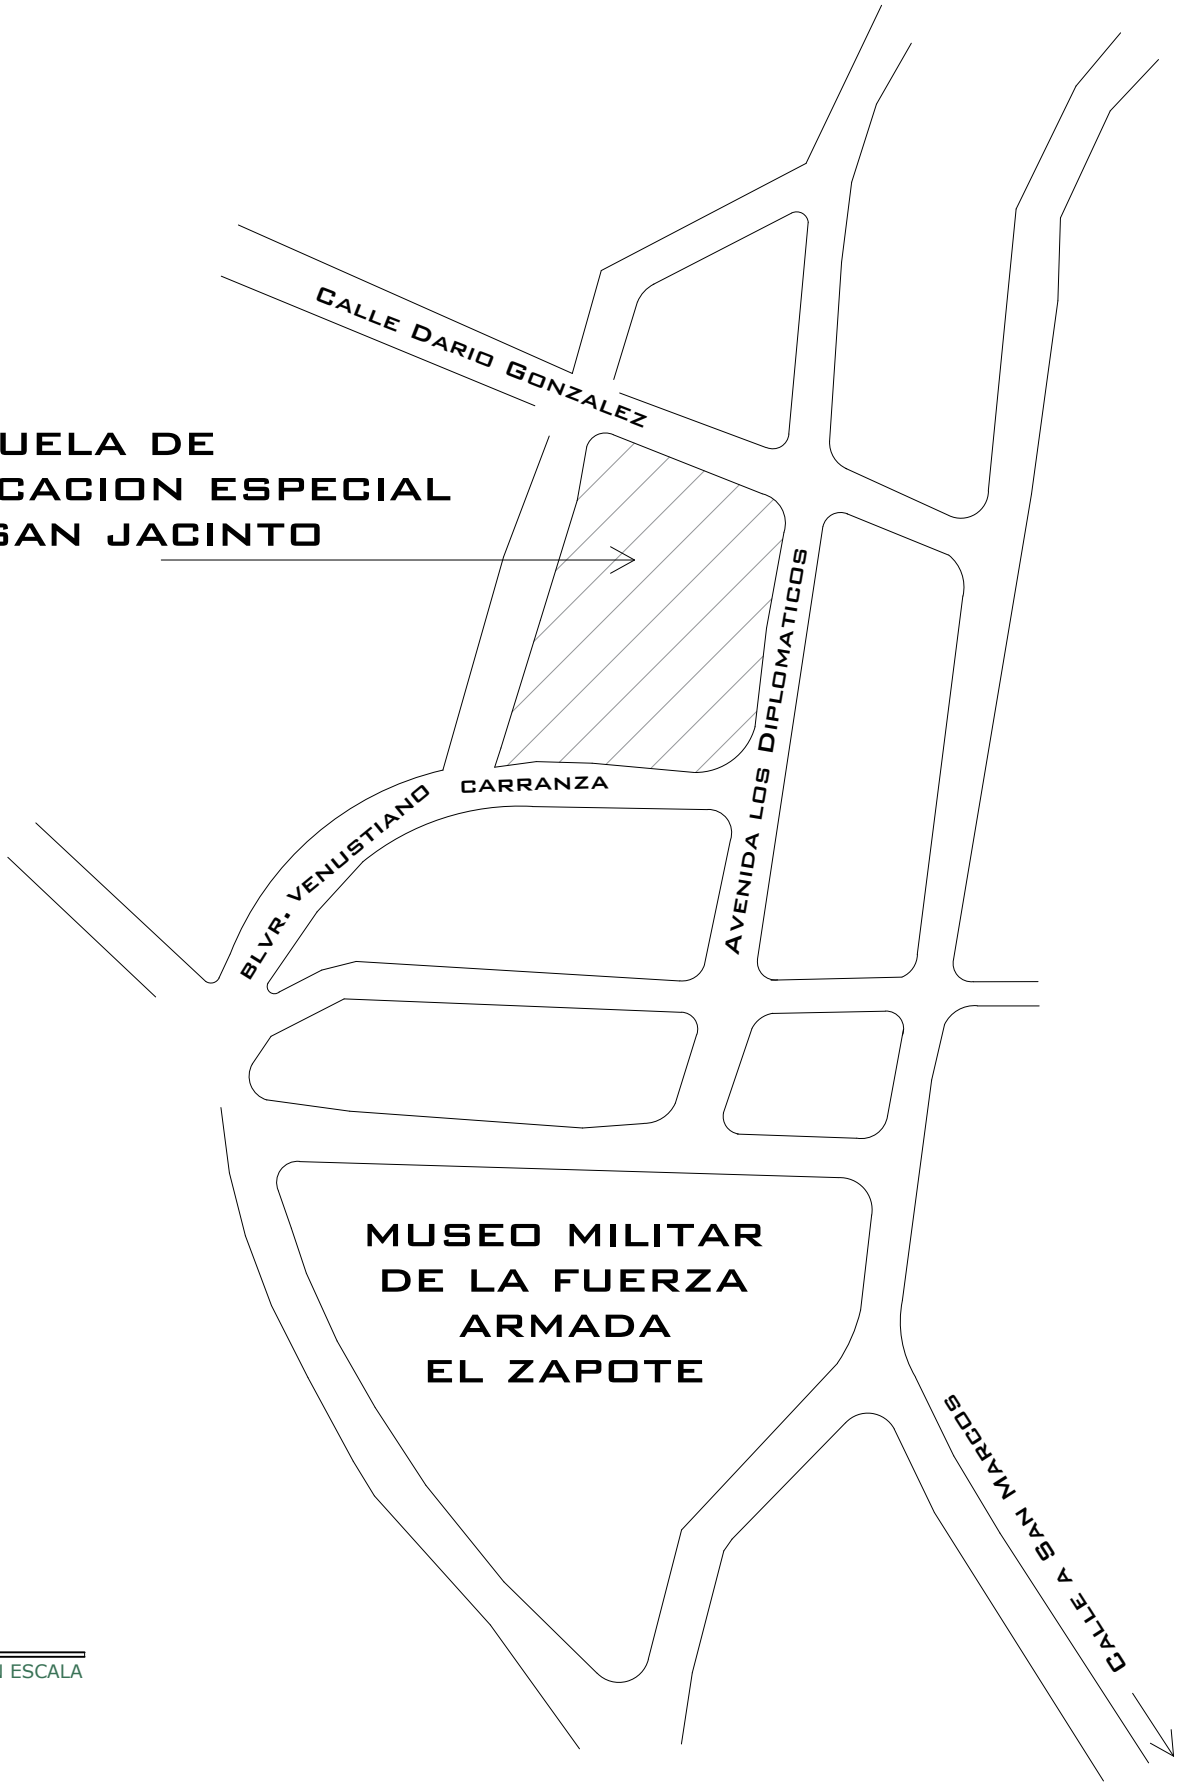 CALLE DARIO GONZALEZ
UELA DE
CACION ESPECIAL
SAN JACINTO
AVENIDA LOS DIPLOMATICOS
BLVR. VENUSTIANO CARRANZA
MUSEO MILITAR
DE LA FUERZA
ARMADA
EL ZAPOTE
CALLE A SAN MARCOS
N ESCALA